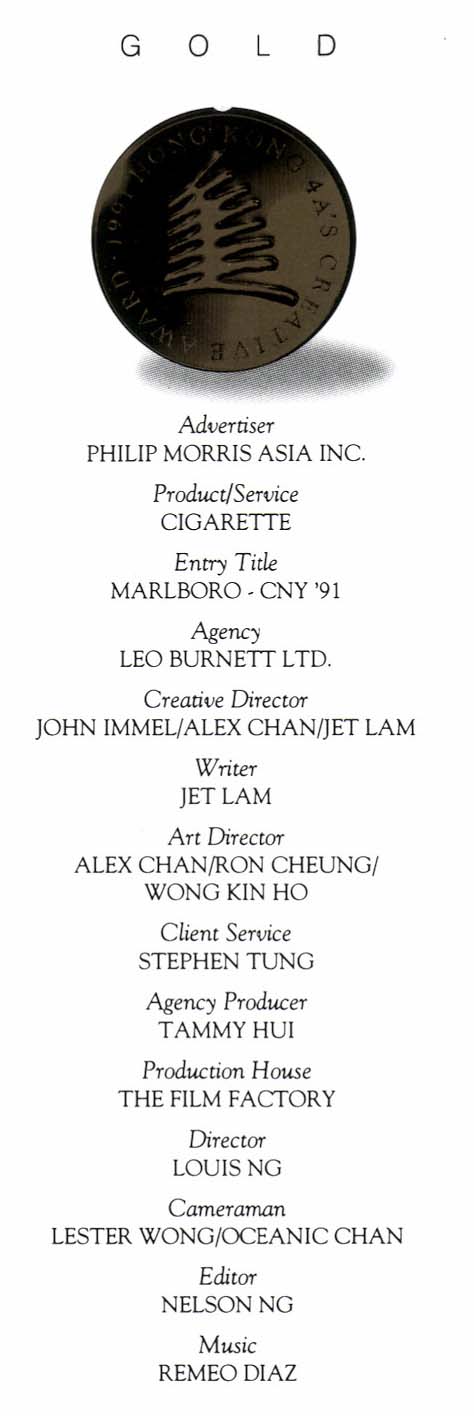 GOLD
HONG KONG 4A'S CREATIVE AWARD · 1991
Advertiser
PHILIP MORRIS ASIA INC.
Product/Service
CIGARETTE
Entry Title
MARLBORO - CNY '91
Agency
LEO BURNETT LTD.
Creative Director
JOHN IMMEL/ALEX CHAN/JET LAM
Writer
JET LAM
Art Director
ALEX CHAN/RON CHEUNG/
WONG KIN HO
Client Service
STEPHEN TUNG
Agency Producer
TAMMY HUI
Production House
THE FILM FACTORY
Director
LOUIS NG
Cameraman
LESTER WONG/OCEANIC CHAN
Editor
NELSON NG
Music
REMEO DIAZ